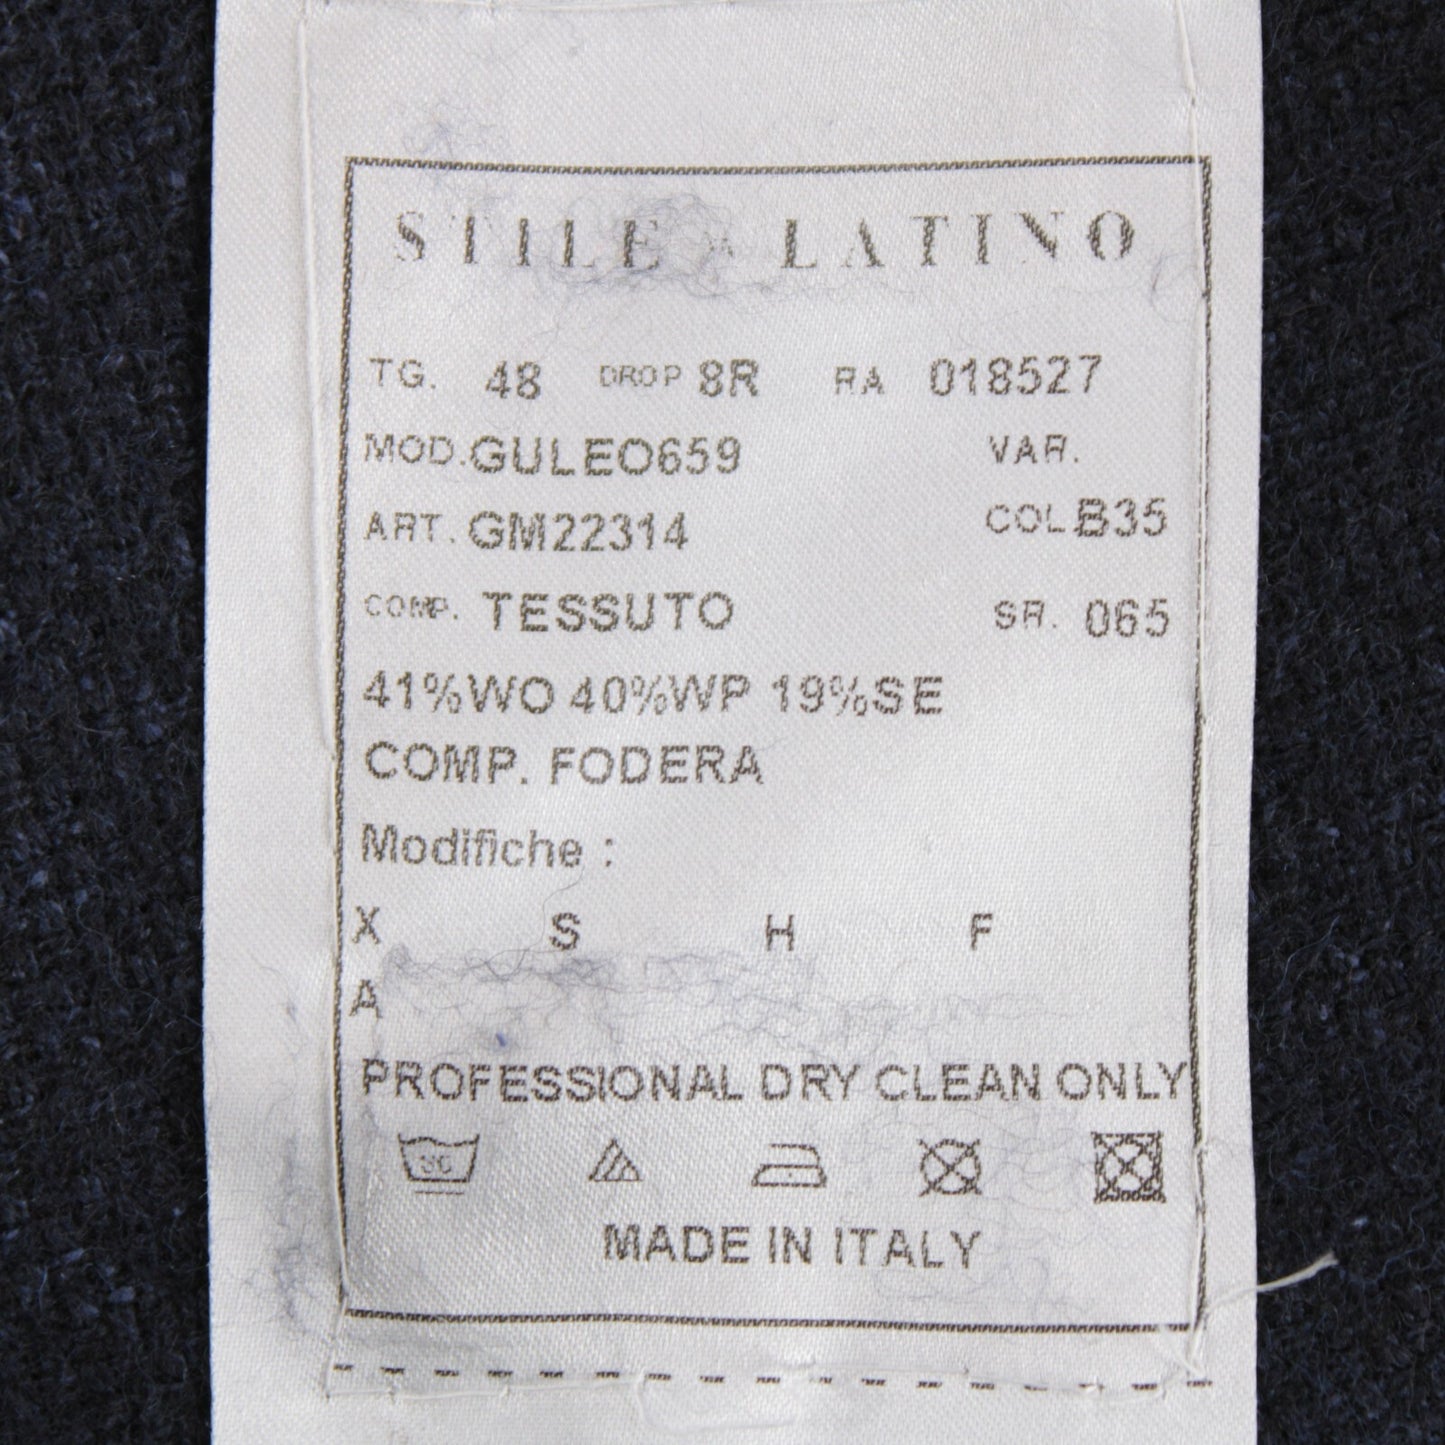 STILE LATINO
TG. 48 DROP 8R RA 018527
MOD. GULEO659 VAR.
ART. GM22314 COL B35
COMP. TESSUTO SR. 065
41%WO 40%WP 19%SE
COMP. FODERA
Modifiche :
X S H F
A
PROFESSIONAL DRY CLEAN ONLY
30
MADE IN ITALY